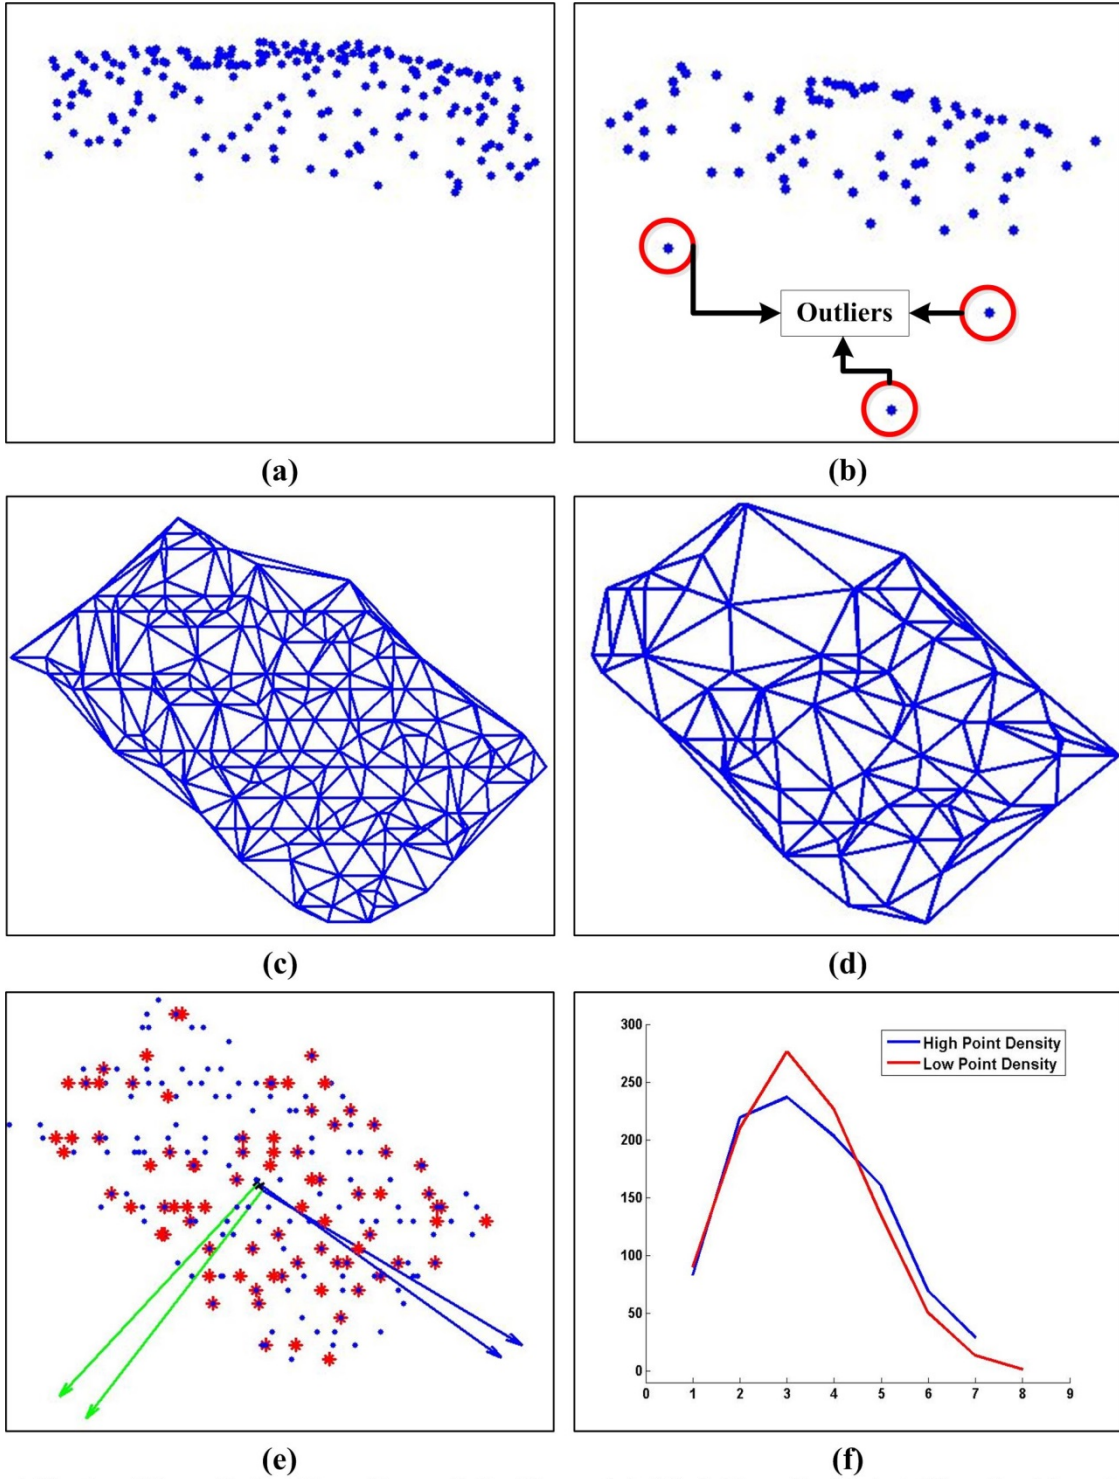 Outliers
(a)
(b)
(c)
(d)
300
250
200
150
100
50
0
High Point Density
Low Point Density
0 1 2 3 4 5 6 7 8 9
(e)
(f)